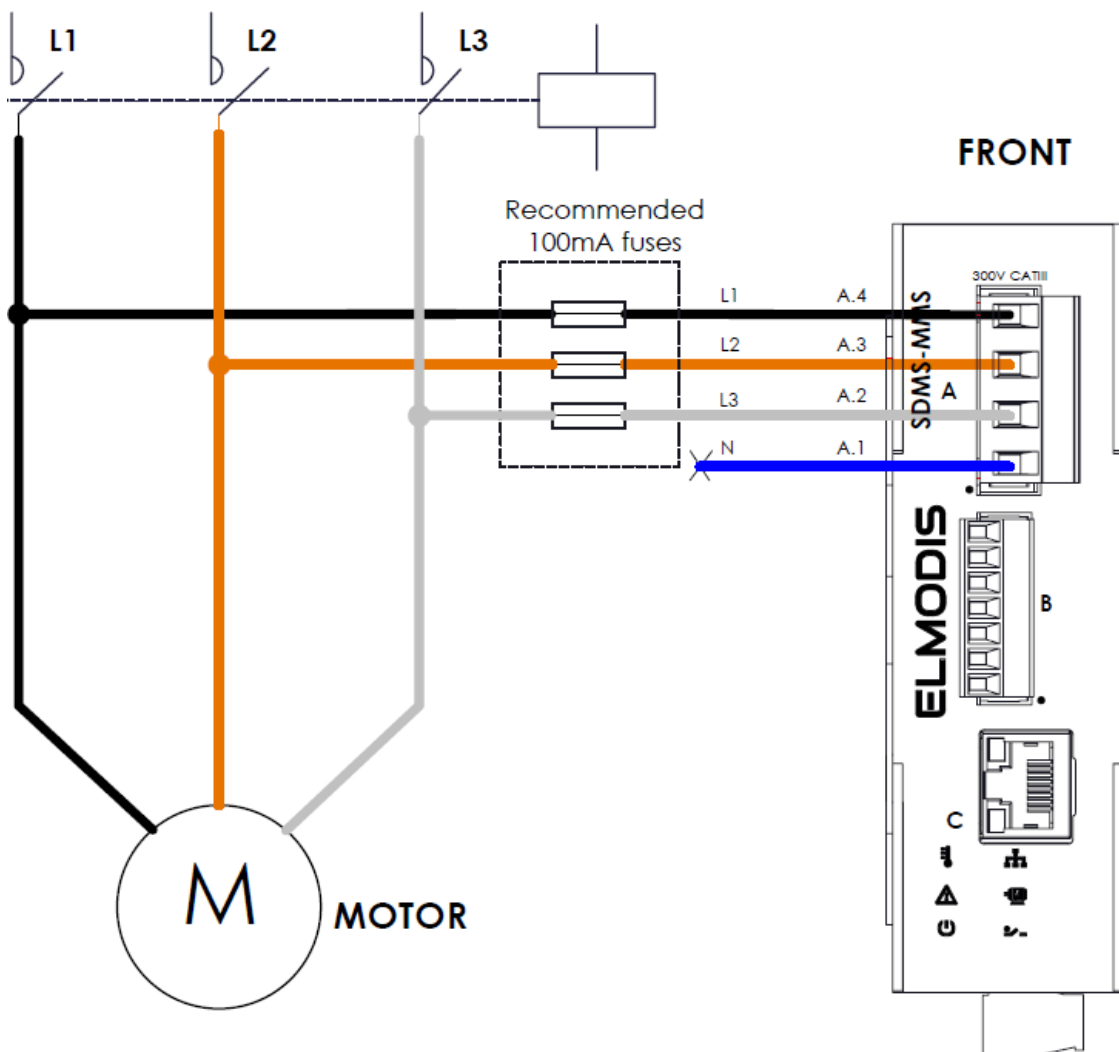 L1
L2
L3
FRONT
Recommended
100mA fuses
300V CATIII
L1
A.4
L2
A.3
L3
A.2
N
A.1
SDMS-MMS
A
ELMODIS
B
C
M
MOTOR